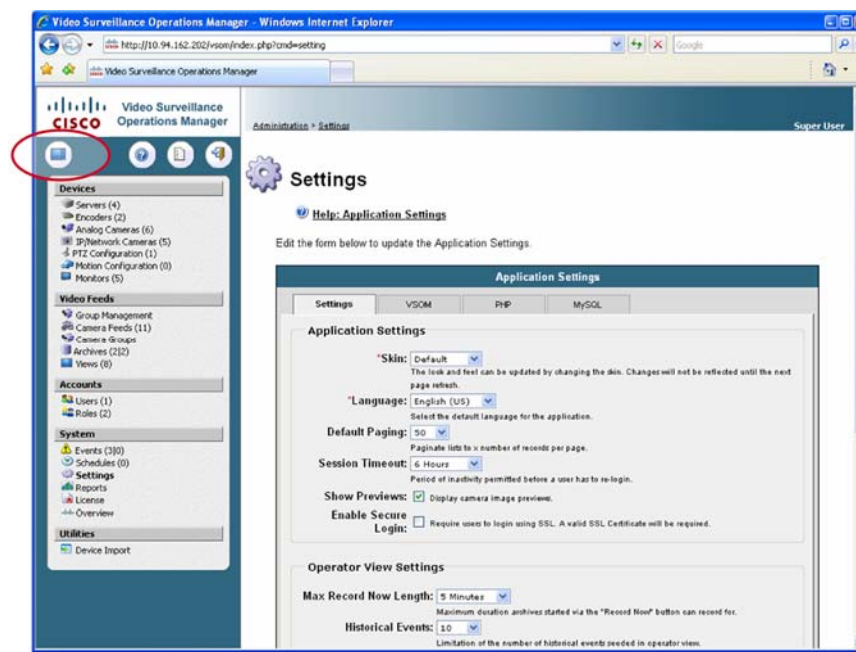 Video Surveillance Operations Manager - Windows Internet Explorer
http://10.94.162.202/vsom/index.php?cmd=setting
Google
Video Surveillance Operations Manager
CISCO
Video Surveillance
Operations Manager
Administration > Settings
Super User
Devices
Servers (4)
Encoders (2)
Analog Cameras (6)
IP/Network Cameras (5)
PTZ Configuration (1)
Motion Configuration (0)
Monitors (5)
Video Feeds
Group Management
Camera Feeds (11)
Camera Groups
Archives (2|2)
Views (8)
Accounts
Users (1)
Roles (2)
System
Events (3|0)
Schedules (0)
Settings
Reports
License
Overview
Utilities
Device Import
Settings
Help: Application Settings
Edit the form below to update the Application Settings.
Application Settings
Settings VSOM PHP MySQL
Application Settings
*Skin: Default
The look and feel can be updated by changing the skin. Changes will not be reflected until the next
page refresh.
*Language: English (US)
Select the default language for the application.
Default Paging: 50
Paginate lists to x number of records per page.
Session Timeout: 6 Hours
Period of inactivity permitted before a user has to re-login.
Show Previews: Display camera image previews.
Enable Secure
Login: Require users to login using SSL. A valid SSL Certificate will be required.
Operator View Settings
Max Record Now Length: 5 Minutes
Maximum duration archives started via the "Record Now" button can record for.
Historical Events: 10
Limitation of the number of historical events seeded in operator view.